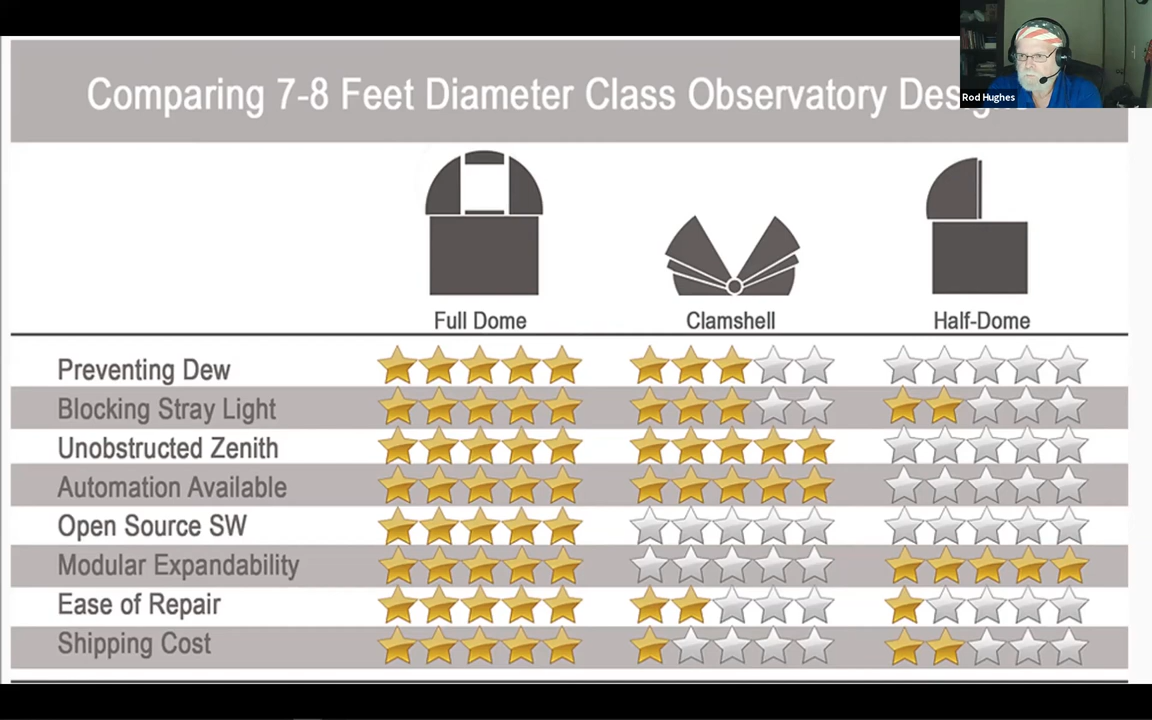 Comparing 7-8 Feet Diameter Class Observatory
Rod Hughes
Full Dome Clamshell Half-Dome
Preventing Dew
Blocking Stray Light
Unobstructed Zenith
Automation Available
Open Source SW
Modular Expandability
Ease of Repair
Shipping Cost